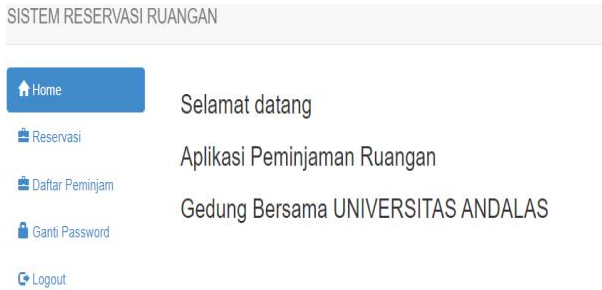 SISTEM RESERVASI RUANGAN
Home
Reservasi
Daftar Peminjam
Ganti Password
Logout
Selamat datang
Aplikasi Peminjaman Ruangan
Gedung Bersama UNIVERSITAS ANDALAS